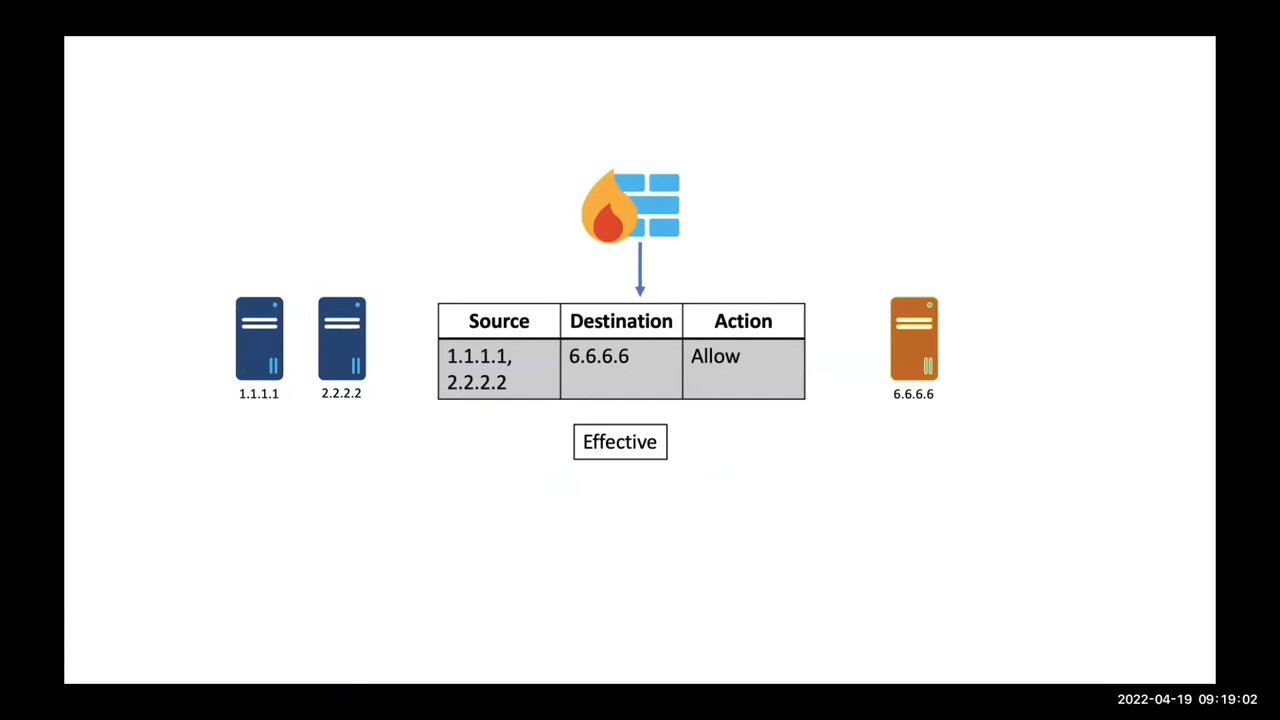 Source Destination Action
1.1.1.1, 6.6.6.6 Allow
2.2.2.2
1.1.1.1 2.2.2.2 6.6.6.6
Effective
2022-04-19 09:19:02